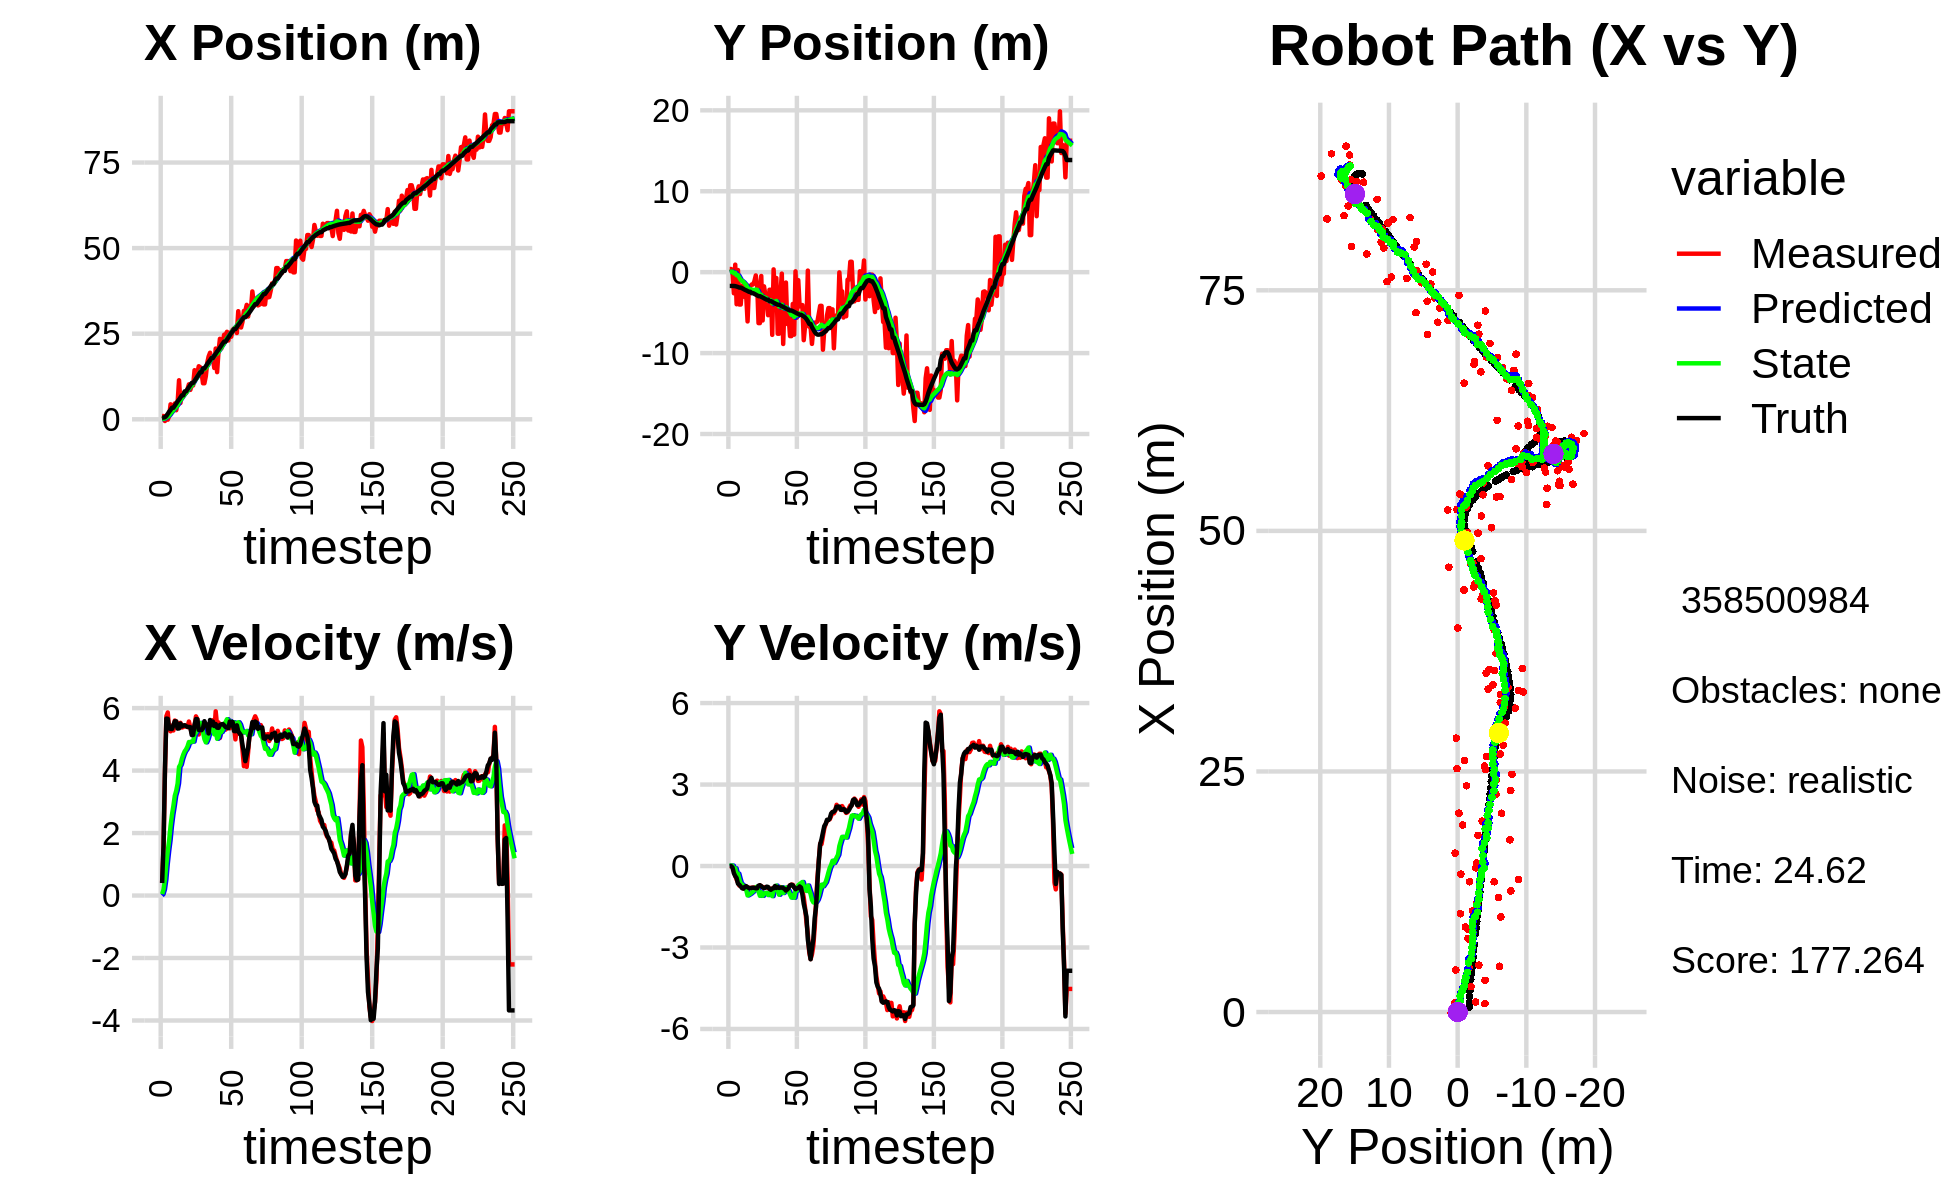 X Position (m)
75
50
25
0
0 50 100 150 200 250
timestep
Y Position (m)
20
10
0
-10
-20
0 50 100 150 200 250
timestep
X Velocity (m/s)
6
4
2
0
-2
-4
0 50 100 150 200 250
timestep
Y Velocity (m/s)
6
3
0
-3
-6
0 50 100 150 200 250
timestep
Robot Path (X vs Y)
X Position (m)
75
50
25
0
20 10 0 -10 -20
Y Position (m)
variable
Measured
Predicted
State
Truth
358500984
Obstacles: none
Noise: realistic
Time: 24.62
Score: 177.264